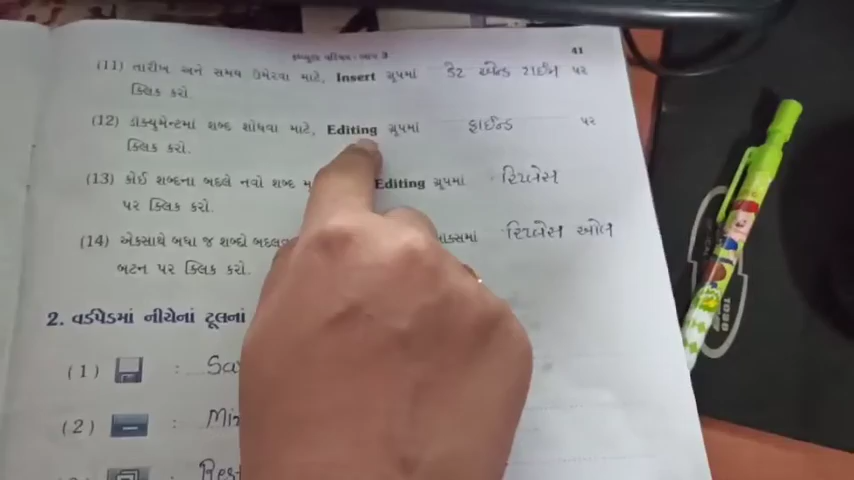 કમ્પ્યુટર પરિચય : ભાગ 3 41
(11) તારીખ અને સમય ઉમેરવા માટે, Insert ગ્રુપમાં ડેટ એન્ડ ટાઈમ પર
ક્લિક કરો.
(12) ડૉક્યુમેન્ટમાં શબ્દ શોધવા માટે, Editing ગ્રુપમાં ફાઈન્ડ પર
ક્લિક કરો.
(13) કોઈ શબ્દના બદલે નવો શબ્દ Editing ગ્રુપમાં રિપ્લેસ
પર ક્લિક કરો.
(14) એકસાથે બધા જ શબ્દો રિપ્લેસ ઓલ
બટન પર ક્લિક કરો.
2. વર્ડપેડમાં નીચેનાં ટૂલનાં
(1) :
(2) :